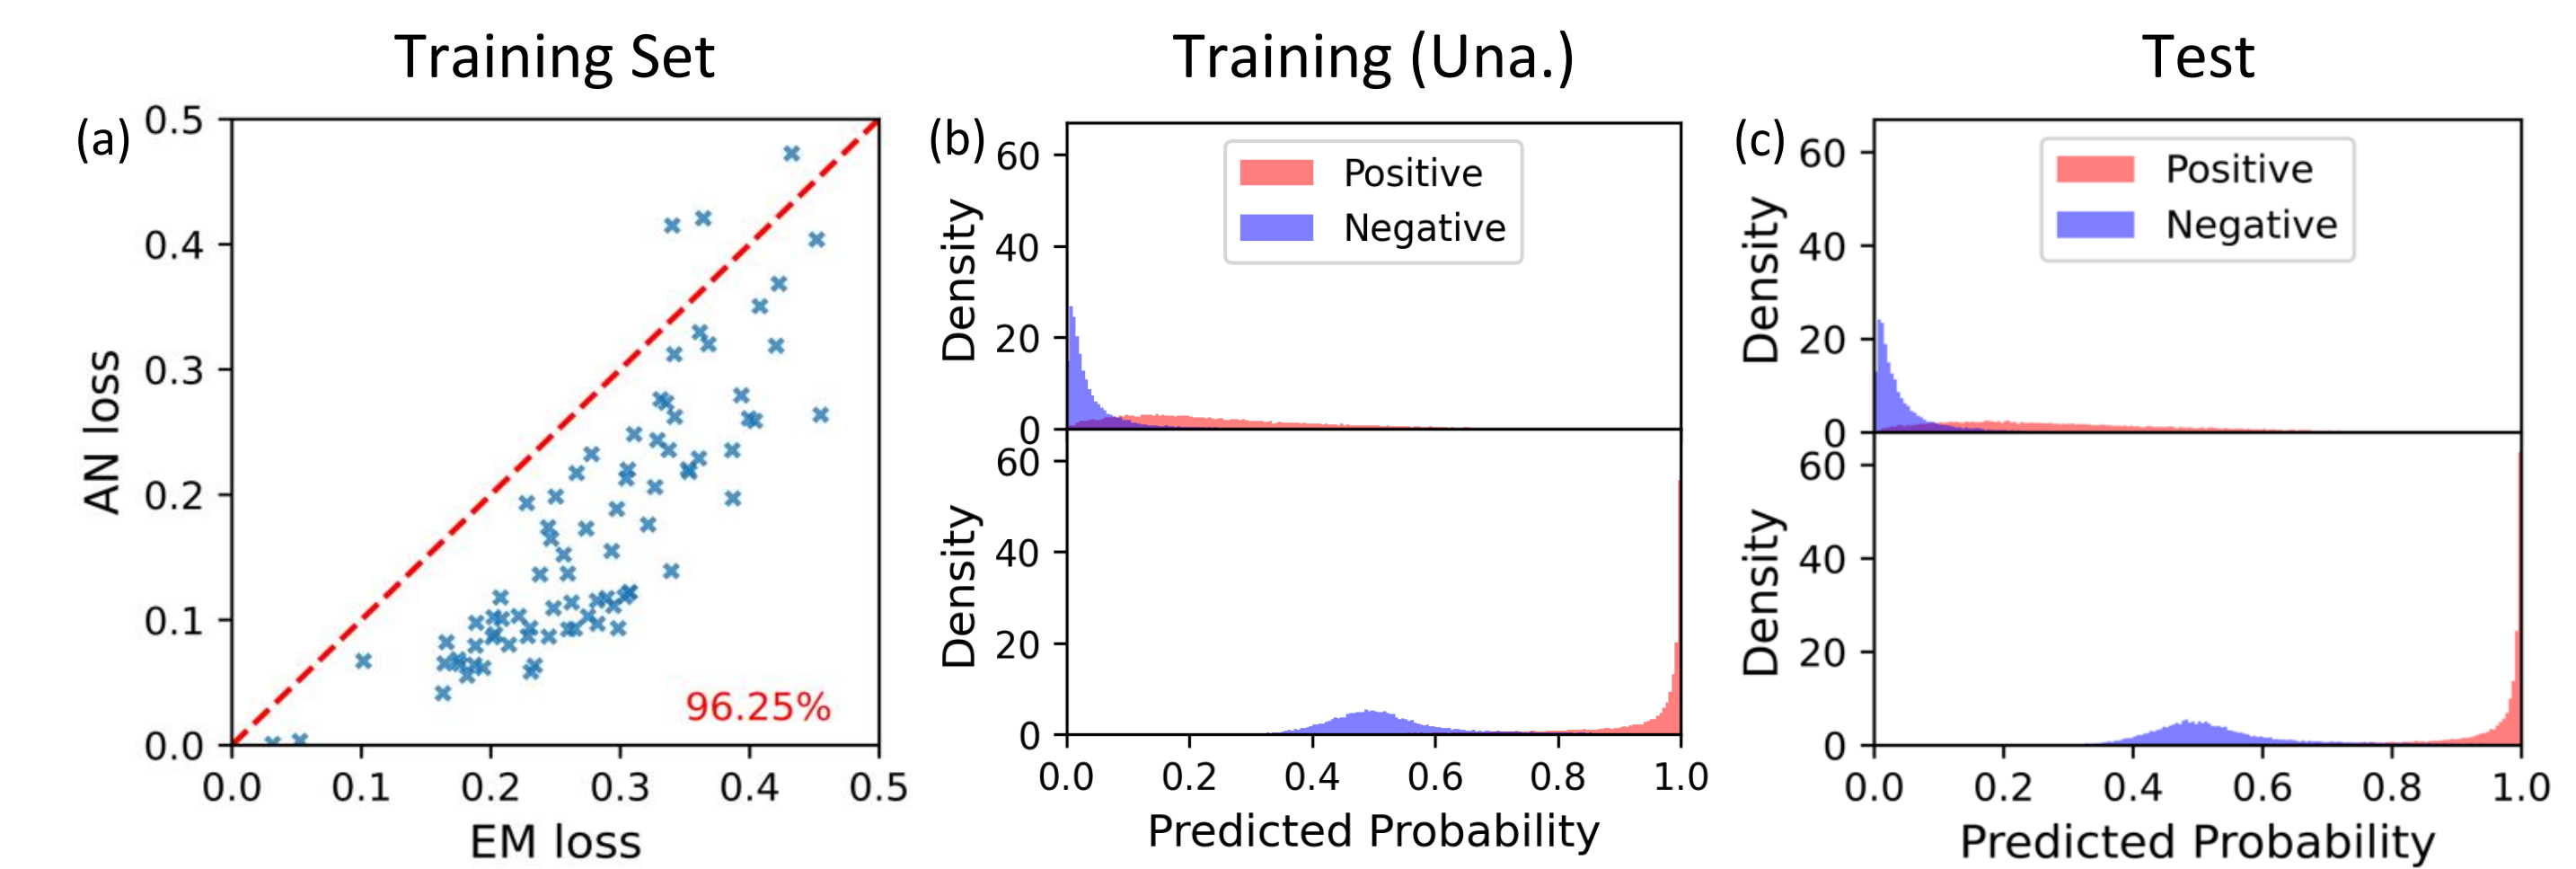 Training Set
Training (Una.)
Test
(a)
0.5
0.4
0.3
0.2
0.1
0.0
AN loss
96.25%
0.0 0.1 0.2 0.3 0.4 0.5
EM loss
(b)
60
40
20
0
Density
Positive
Negative
60
40
20
0
Density
0.0 0.2 0.4 0.6 0.8 1.0
Predicted Probability
(c)
60
40
20
0
Density
Positive
Negative
60
40
20
0
Density
0.0 0.2 0.4 0.6 0.8 1.0
Predicted Probability